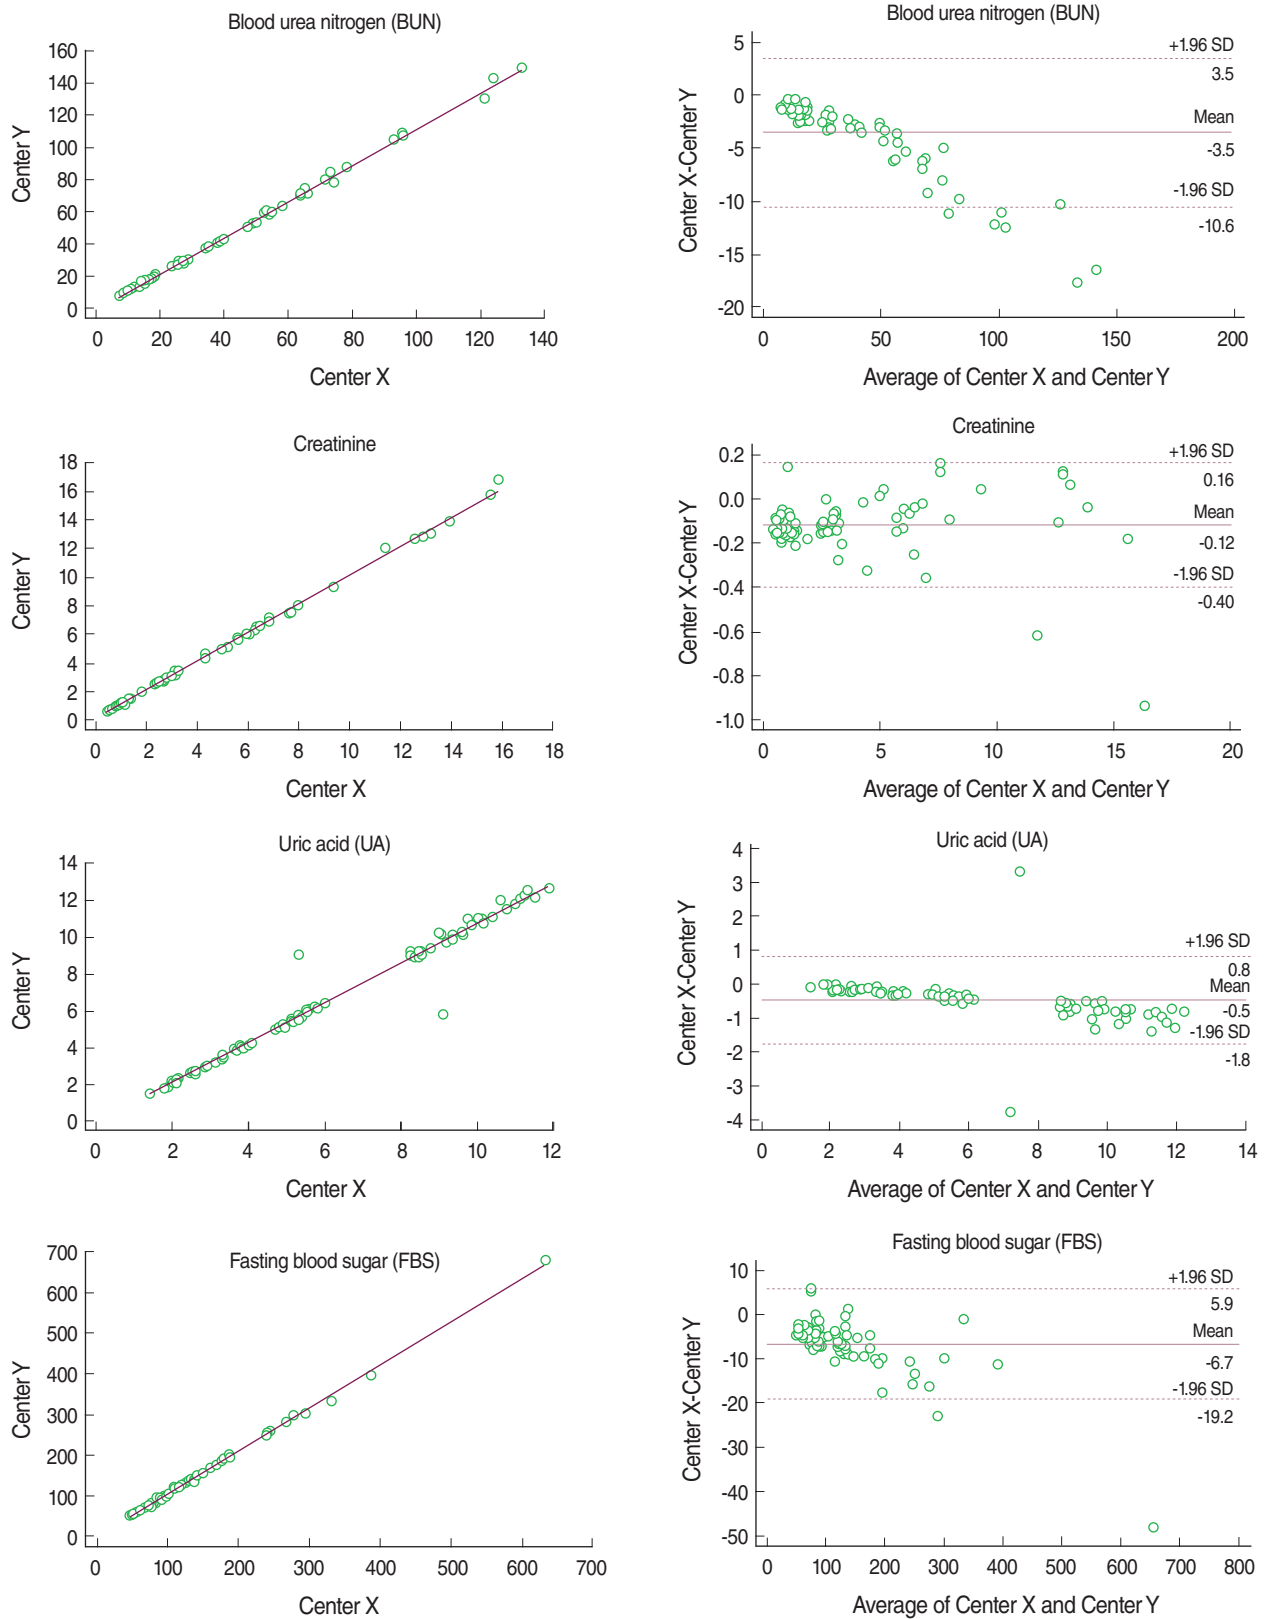 Blood urea nitrogen (BUN)
160
140
120
100
80
60
40
20
0
Center Y
0 20 40 60 80 100 120 140
Center X
Blood urea nitrogen (BUN)
5
0
-5
-10
-15
-20
Center X-Center Y
+1.96 SD
3.5
Mean
-3.5
-1.96 SD
-10.6
0 50 100 150 200
Average of Center X and Center Y
Creatinine
18
16
14
12
10
8
6
4
2
0
Center Y
0 2 4 6 8 10 12 14 16 18
Center X
Creatinine
0.2
0.0
-0.2
-0.4
-0.6
-0.8
-1.0
Center X-Center Y
+1.96 SD
0.16
Mean
-0.12
-1.96 SD
-0.40
0 5 10 15 20
Average of Center X and Center Y
Uric acid (UA)
14
12
10
8
6
4
2
0
Center Y
0 2 4 6 8 10 12
Center X
Uric acid (UA)
4
3
2
1
0
-1
-2
-3
-4
Center X-Center Y
+1.96 SD
0.8
Mean
-0.5
-1.96 SD
-1.8
0 2 4 6 8 10 12 14
Average of Center X and Center Y
Fasting blood sugar (FBS)
700
600
500
400
300
200
100
0
Center Y
0 100 200 300 400 500 600 700
Center X
Fasting blood sugar (FBS)
10
0
-10
-20
-30
-40
-50
Center X-Center Y
+1.96 SD
5.9
Mean
-6.7
-1.96 SD
-19.2
0 100 200 300 400 500 600 700 800
Average of Center X and Center Y